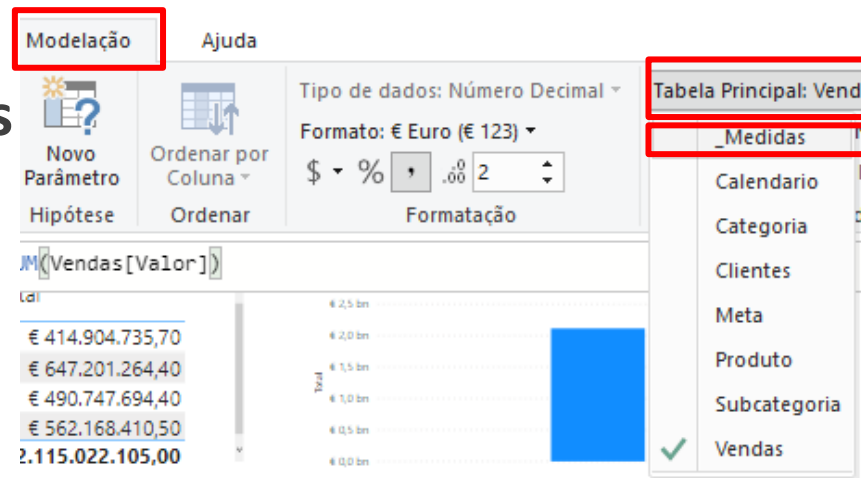 Modelação
Ajuda
Tipo de dados: Número Decimal
Tabela Principal: Vend
s
Formato: € Euro (€ 123)
_Medidas
Novo
Parâmetro
Ordenar por
Coluna
$ % , .00 2
Calendario
Hipótese
Ordenar
Formatação
Categoria
UM(Vendas[Valor])
Clientes
€ 414.904.735,70
€ 647.201.264,40
€ 490.747.694,40
€ 562.168.410,50
2.115.022.105,00
€ 2,5 bn
€ 2,0 bn
€ 1,5 bn
€ 1,0 bn
€ 0,5 bn
€ 0,0 bn
Total
Meta
Produto
Subcategoria
Vendas